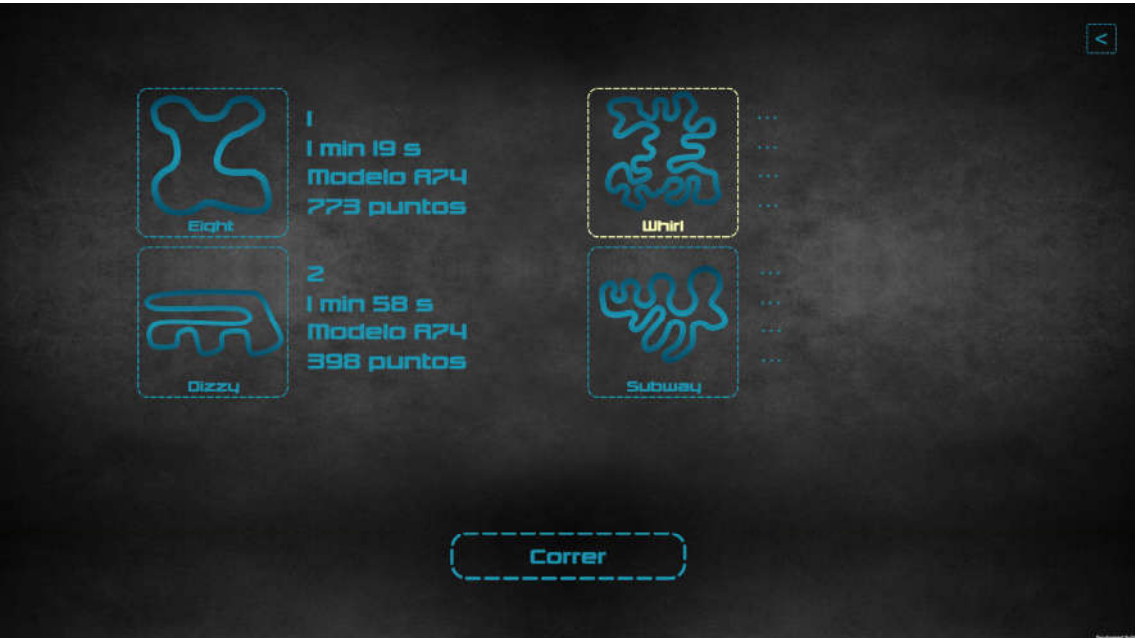 <
1
1 min 19 s
Modelo A74
773 puntos
Eight
...
...
...
...
Whirl
2
1 min 58 s
Modelo A74
398 puntos
Dizzy
...
...
...
...
Subway
Correr